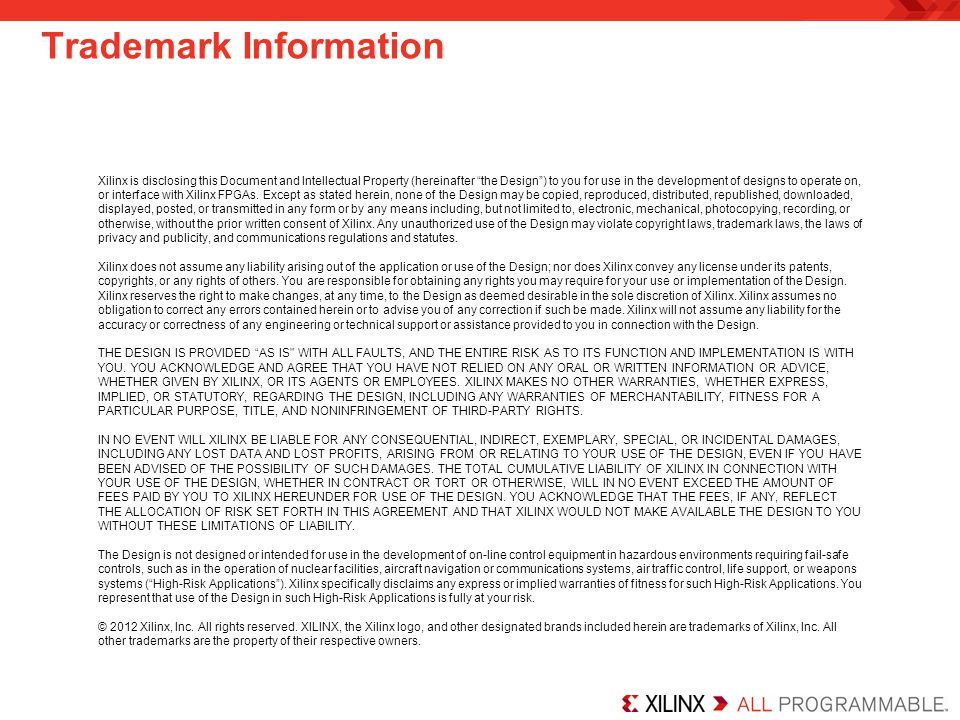 Trademark Information
Xilinx is disclosing this Document and Intellectual Property (hereinafter “the Design”) to you for use in the development of designs to operate on,
or interface with Xilinx FPGAs. Except as stated herein, none of the Design may be copied, reproduced, distributed, republished, downloaded,
displayed, posted, or transmitted in any form or by any means including, but not limited to, electronic, mechanical, photocopying, recording, or
otherwise, without the prior written consent of Xilinx. Any unauthorized use of the Design may violate copyright laws, trademark laws, the laws of
privacy and publicity, and communications regulations and statutes.
Xilinx does not assume any liability arising out of the application or use of the Design; nor does Xilinx convey any license under its patents,
copyrights, or any rights of others. You are responsible for obtaining any rights you may require for your use or implementation of the Design.
Xilinx reserves the right to make changes, at any time, to the Design as deemed desirable in the sole discretion of Xilinx. Xilinx assumes no
obligation to correct any errors contained herein or to advise you of any correction if such be made. Xilinx will not assume any liability for the
accuracy or correctness of any engineering or technical support or assistance provided to you in connection with the Design.
THE DESIGN IS PROVIDED “AS IS" WITH ALL FAULTS, AND THE ENTIRE RISK AS TO ITS FUNCTION AND IMPLEMENTATION IS WITH
YOU. YOU ACKNOWLEDGE AND AGREE THAT YOU HAVE NOT RELIED ON ANY ORAL OR WRITTEN INFORMATION OR ADVICE,
WHETHER GIVEN BY XILINX, OR ITS AGENTS OR EMPLOYEES. XILINX MAKES NO OTHER WARRANTIES, WHETHER EXPRESS,
IMPLIED, OR STATUTORY, REGARDING THE DESIGN, INCLUDING ANY WARRANTIES OF MERCHANTABILITY, FITNESS FOR A
PARTICULAR PURPOSE, TITLE, AND NONINFRINGEMENT OF THIRD-PARTY RIGHTS.
IN NO EVENT WILL XILINX BE LIABLE FOR ANY CONSEQUENTIAL, INDIRECT, EXEMPLARY, SPECIAL, OR INCIDENTAL DAMAGES,
INCLUDING ANY LOST DATA AND LOST PROFITS, ARISING FROM OR RELATING TO YOUR USE OF THE DESIGN, EVEN IF YOU HAVE
BEEN ADVISED OF THE POSSIBILITY OF SUCH DAMAGES. THE TOTAL CUMULATIVE LIABILITY OF XILINX IN CONNECTION WITH
YOUR USE OF THE DESIGN, WHETHER IN CONTRACT OR TORT OR OTHERWISE, WILL IN NO EVENT EXCEED THE AMOUNT OF
FEES PAID BY YOU TO XILINX HEREUNDER FOR USE OF THE DESIGN. YOU ACKNOWLEDGE THAT THE FEES, IF ANY, REFLECT
THE ALLOCATION OF RISK SET FORTH IN THIS AGREEMENT AND THAT XILINX WOULD NOT MAKE AVAILABLE THE DESIGN TO YOU
WITHOUT THESE LIMITATIONS OF LIABILITY.
The Design is not designed or intended for use in the development of on-line control equipment in hazardous environments requiring fail-safe
controls, such as in the operation of nuclear facilities, aircraft navigation or communications systems, air traffic control, life support, or weapons
systems (“High-Risk Applications”). Xilinx specifically disclaims any express or implied warranties of fitness for such High-Risk Applications. You
represent that use of the Design in such High-Risk Applications is fully at your risk.
© 2012 Xilinx, Inc. All rights reserved. XILINX, the Xilinx logo, and other designated brands included herein are trademarks of Xilinx, Inc. All
other trademarks are the property of their respective owners.
XILINX ALL PROGRAMMABLE.